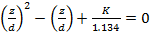 (z/d)² − (z/d) + K/1.134 = 0